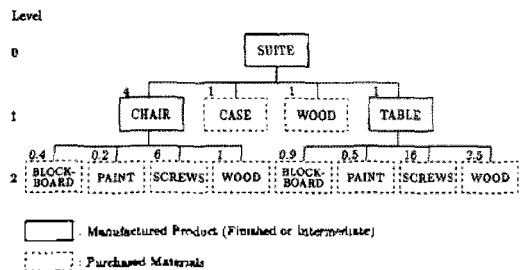 Level
0
SUITE
4 1 1 1
1
CHAIR CASE WOOD TABLE
0.4 0.2 6 1 0.9 0.5 16 2.5
2
BLOCK-
BOARD PAINT SCREWS WOOD BLOCK-
BOARD PAINT SCREWS WOOD
: Manufactured Product (Finished or Intermediate)
: Purchased Materials